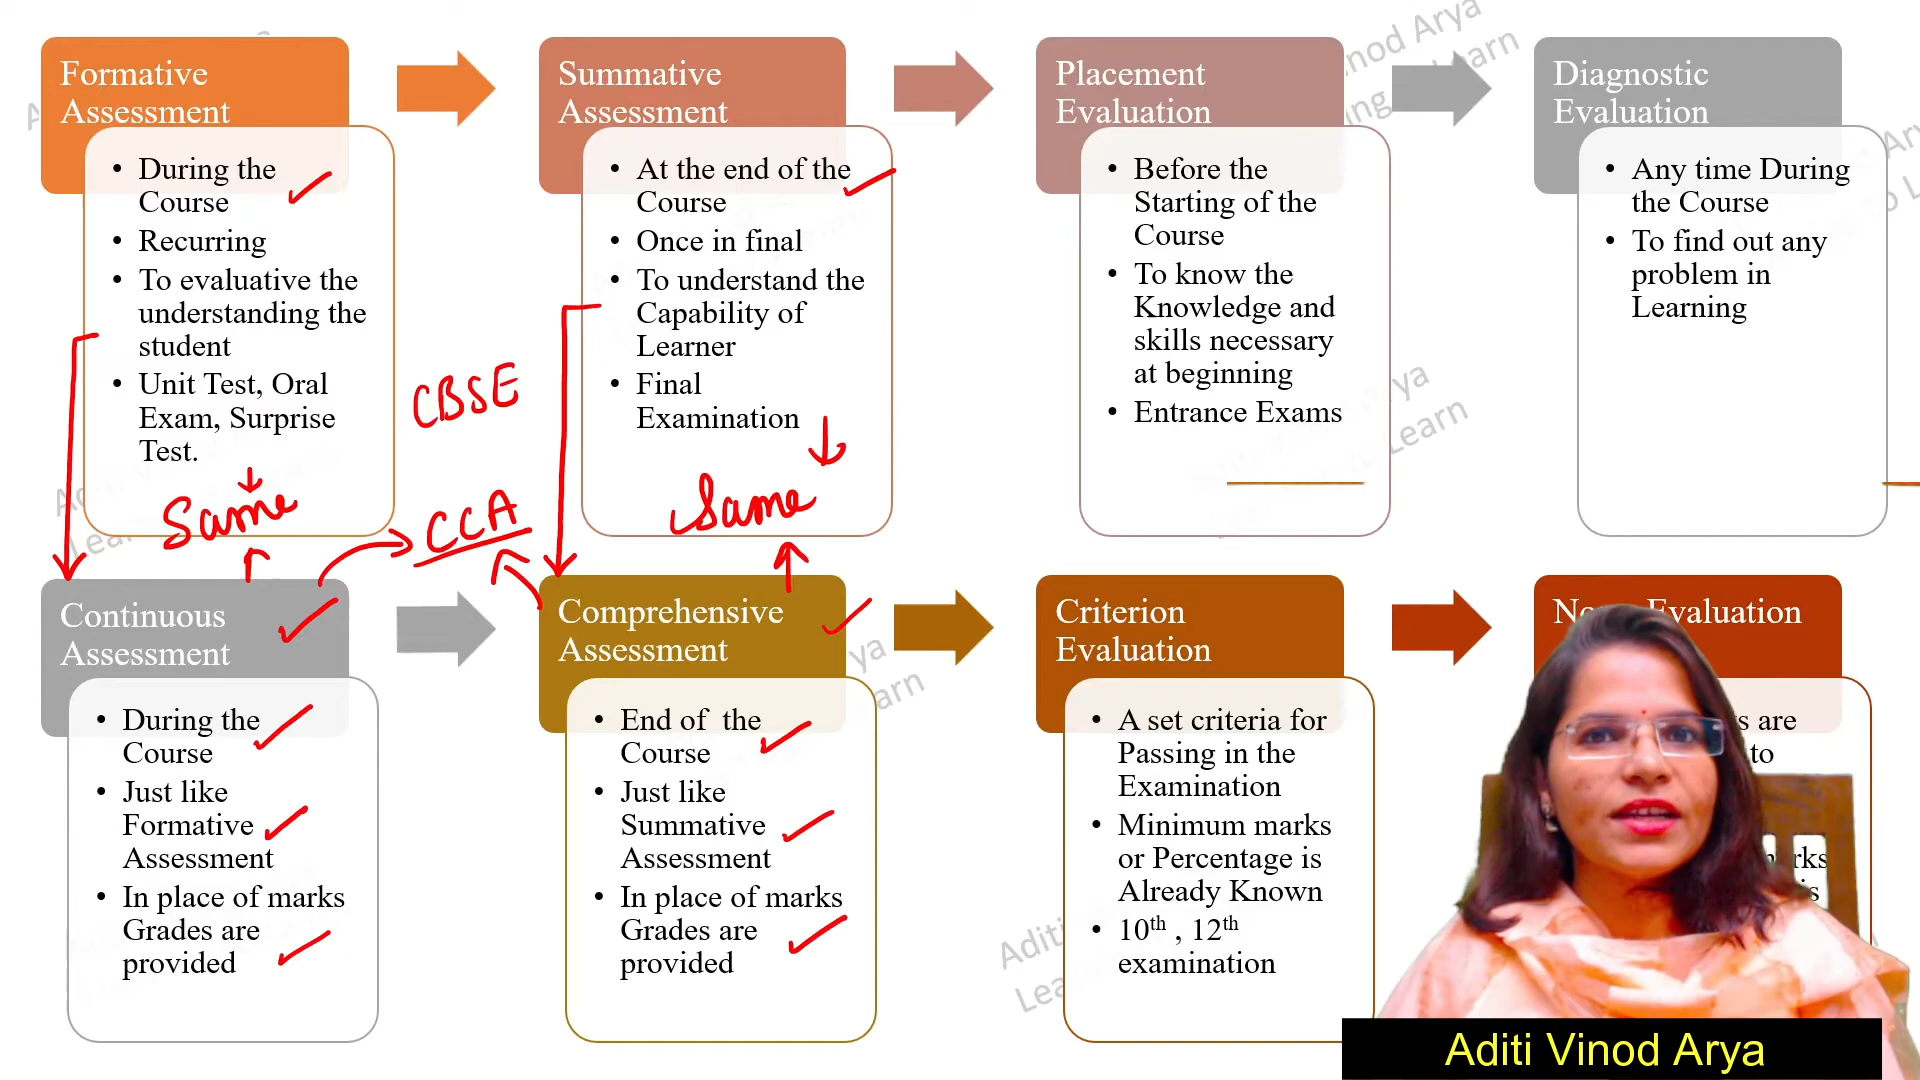 Formative
Assessment
• During the
Course
• Recurring
• To evaluative the
understanding the
student
• Unit Test, Oral
Exam, Surprise
Test.
Same
CBSE
CCA
Summative
Assessment
• At the end of the
Course
• Once in final
• To understand the
Capability of
Learner
• Final
Examination
Same
Placement
Evaluation
• Before the
Starting of the
Course
• To know the
Knowledge and
skills necessary
at beginning
• Entrance Exams
Diagnostic
Evaluation
• Any time During
the Course
• To find out any
problem in
Learning
Continuous
Assessment
• During the
Course
• Just like
Formative
Assessment
• In place of marks
Grades are
provided
Comprehensive
Assessment
• End of the
Course
• Just like
Summative
Assessment
• In place of marks
Grades are
provided
Criterion
Evaluation
• A set criteria for
Passing in the
Examination
• Minimum marks
or Percentage is
Already Known
• 10th , 12th
examination
Evaluation
are
to
Aditi Vinod Arya